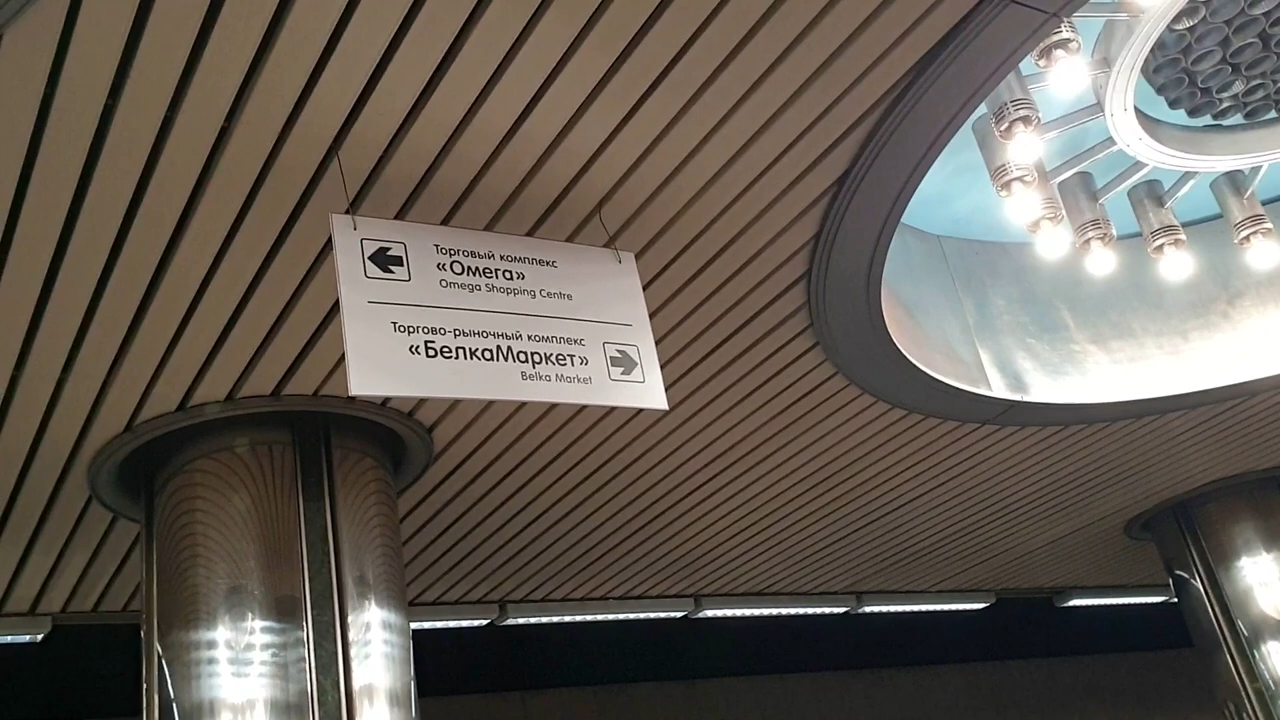 Торговый комплекс
«Омега»
Omega Shopping Centre
Торгово-рыночный комплекс
«БелкаМаркет»
Belka Market